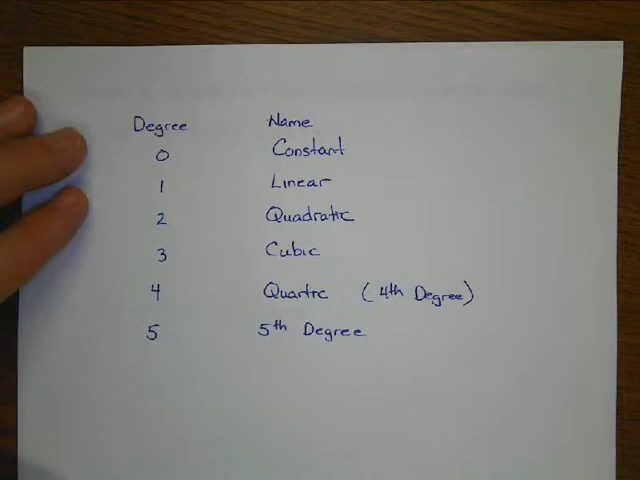 Degree Name
0 Constant
1 Linear
2 Quadratic
3 Cubic
4 Quartic (4th Degree)
5 5th Degree